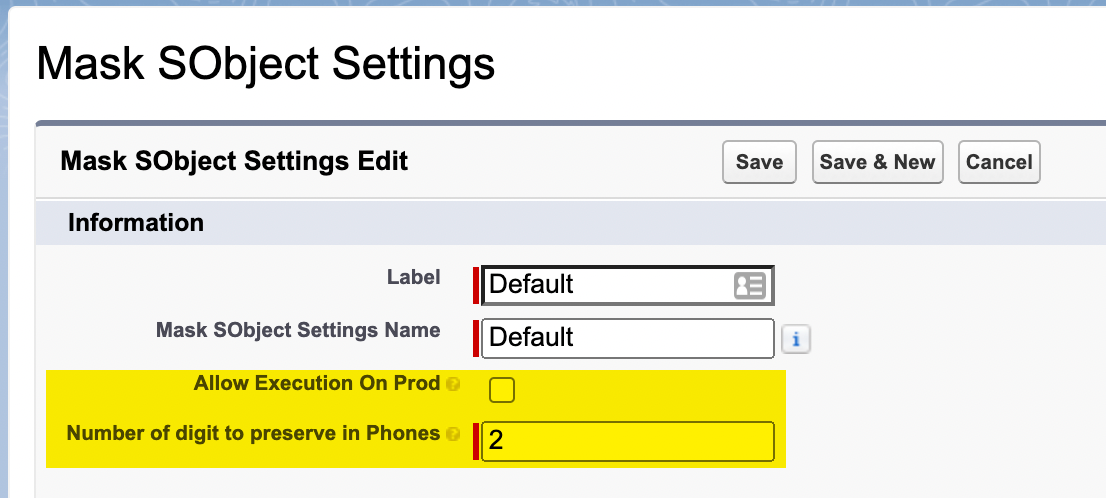 Mask SObject Settings
Mask SObject Settings Edit Save Save & New Cancel
Information
Label Default
Mask SObject Settings Name Default i
Allow Execution On Prod ?
Number of digit to preserve in Phones ? 2